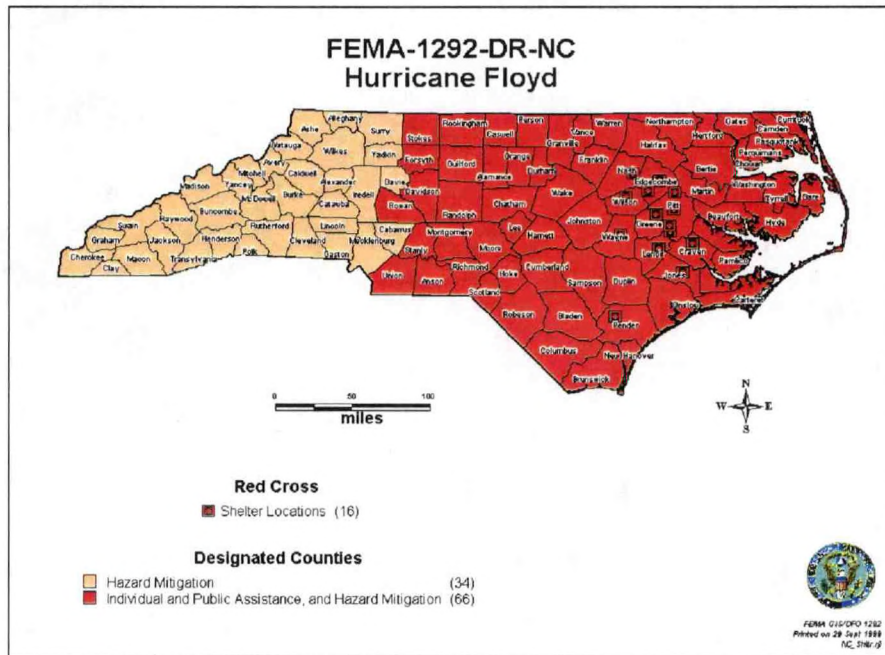 FEMA-1292-DR-NC
Hurricane Floyd
Alleghany
Ashe
Surry
Stokes
Rockingham
Caswell
Person
Vance
Warren
Northampton
Gates
Camden
Granville
Halifax
Hertford
Pasquotank
Perquimans
Chowan
Watauga
Wilkes
Yadkin
Forsyth
Guilford
Orange
Durham
Franklin
Nash
Bertie
Avery
Mitchell
Caldwell
Alexander
Davie
Alamance
Edgecombe
Martin
Washington
Tyrrell
Dare
Madison
Yancey
Iredell
Davidson
Wake
Wilson
Pitt
Burke
Mc Dowell
Catawba
Rowan
Randolph
Chatham
Beaufort
Hyde
Buncombe
Haywood
Swain
Rutherford
Lincoln
Cabarrus
Montgomery
Lee
Johnston
Greene
Graham
Jackson
Henderson
Cleveland
Mecklenburg
Stanly
Moore
Harnett
Wayne
Lenoir
Craven
Pamlico
Cherokee
Macon
Transylvania
Polk
Gaston
Clay
Union
Anson
Richmond
Hoke
Cumberland
Sampson
Duplin
Jones
Scotland
Onslow
Carteret
Robeson
Bladen
Pender
Columbus
New Hanover
Brunswick
0 50 100
miles
N
W E
S
Red Cross
Shelter Locations (16)
Designated Counties
Hazard Mitigation (34)
Individual and Public Assistance, and Hazard Mitigation (66)
FEMA GIS/DFO 1292
Printed on 29 Sept 1999